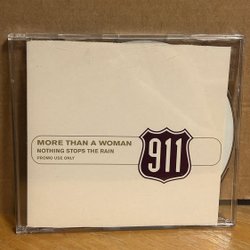 MORE THAN A WOMAN
NOTHING STOPS THE RAIN
PROMO USE ONLY
911